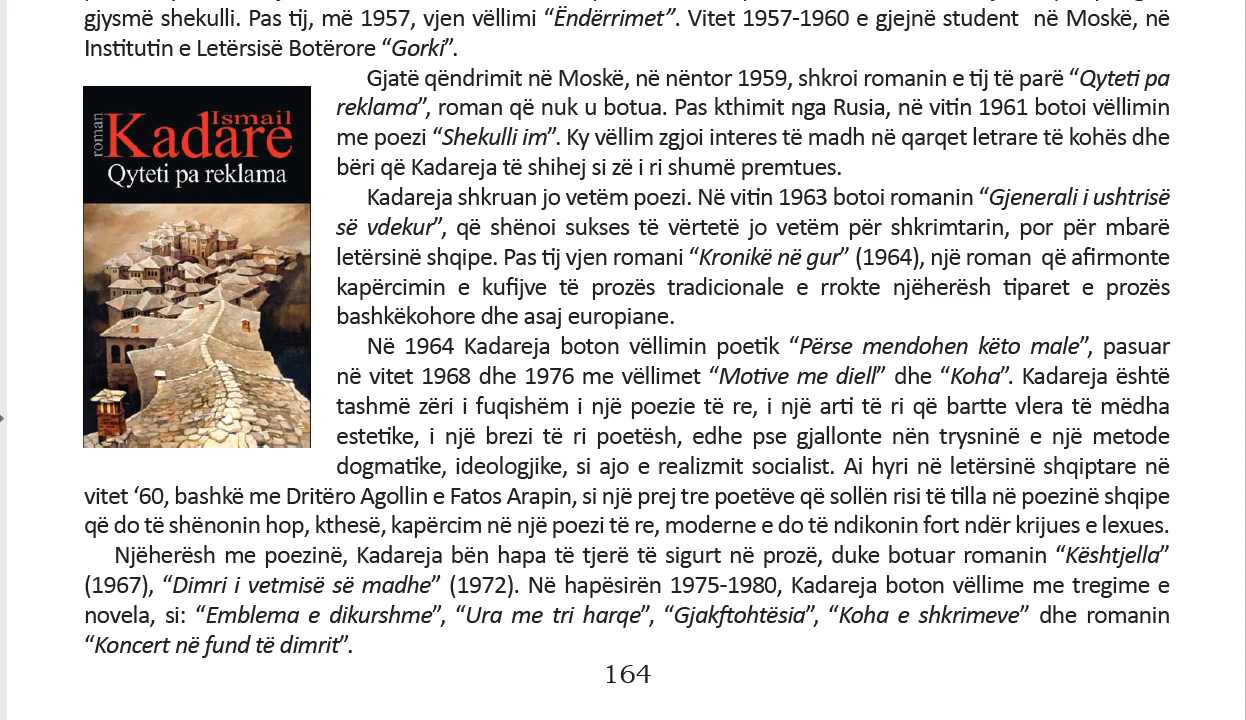 gjysmë shekulli. Pas tij, më 1957, vjen vëllimi “Ëndërrimet”. Vitet 1957-1960 e gjejnë student në Moskë, në
Institutin e Letërsisë Botërore “Gorki”.
Gjatë qëndrimit në Moskë, në nëntor 1959, shkroi romanin e tij të parë “Qyteti pa
reklama”, roman që nuk u botua. Pas kthimit nga Rusia, në vitin 1961 botoi vëllimin
me poezi “Shekulli im”. Ky vëllim zgjoi interes të madh në qarqet letrare të kohës dhe
bëri që Kadareja të shihej si zë i ri shumë premtues.
Kadareja shkruan jo vetëm poezi. Në vitin 1963 botoi romanin “Gjenerali i ushtrisë
së vdekur”, që shënoi sukses të vërtetë jo vetëm për shkrimtarin, por për mbarë
letërsinë shqipe. Pas tij vjen romani “Kronikë në gur” (1964), një roman që afirmonte
kapërcimin e kufijve të prozës tradicionale e rrokte njëherësh tiparet e prozës
bashkëkohore dhe asaj europiane.
Në 1964 Kadareja boton vëllimin poetik “Përse mendohen këto male”, pasuar
në vitet 1968 dhe 1976 me vëllimet “Motive me diell” dhe “Koha”. Kadareja është
tashmë zëri i fuqishëm i një poezie të re, i një arti të ri që bartte vlera të mëdha
estetike, i një brezi të ri poetësh, edhe pse gjallonte nën trysninë e një metode
dogmatike, ideologjike, si ajo e realizmit socialist. Ai hyri në letërsinë shqiptare në
vitet ‘60, bashkë me Dritëro Agollin e Fatos Arapin, si një prej tre poetëve që sollën risi të tilla në poezinë shqipe
që do të shënonin hop, kthesë, kapërcim në një poezi të re, moderne e do të ndikonin fort ndër krijues e lexues.
Njëherësh me poezinë, Kadareja bën hapa të tjerë të sigurt në prozë, duke botuar romanin “Kështjella”
(1967), “Dimri i vetmisë së madhe” (1972). Në hapësirën 1975-1980, Kadareja boton vëllime me tregime e
novela, si: “Emblema e dikurshme”, “Ura me tri harqe”, “Gjakftohtësia”, “Koha e shkrimeve” dhe romanin
“Koncert në fund të dimrit”.
164
roman
Ismail
Kadare
Qyteti pa reklama